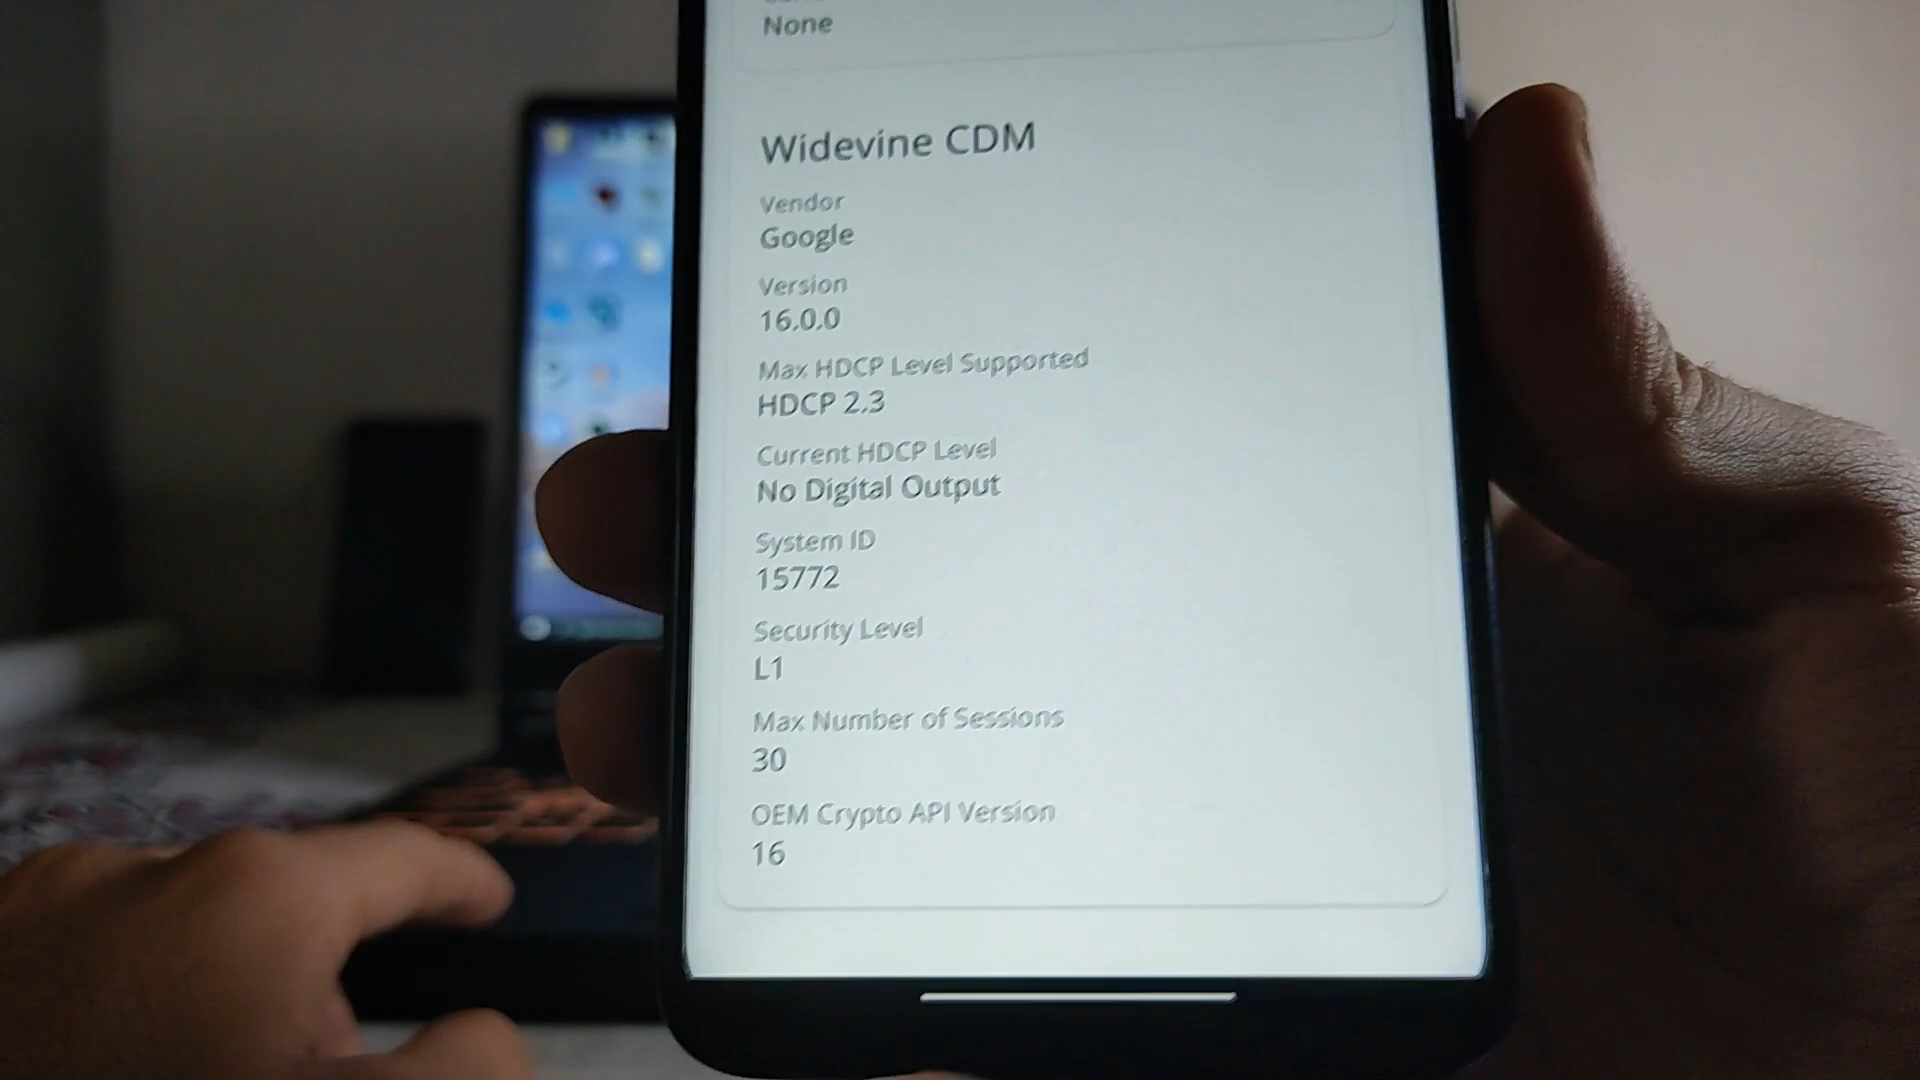 None
Widevine CDM
Vendor
Google
Version
16.0.0
Max HDCP Level Supported
HDCP 2.3
Current HDCP Level
No Digital Output
System ID
15772
Security Level
L1
Max Number of Sessions
30
OEM Crypto API Version
16